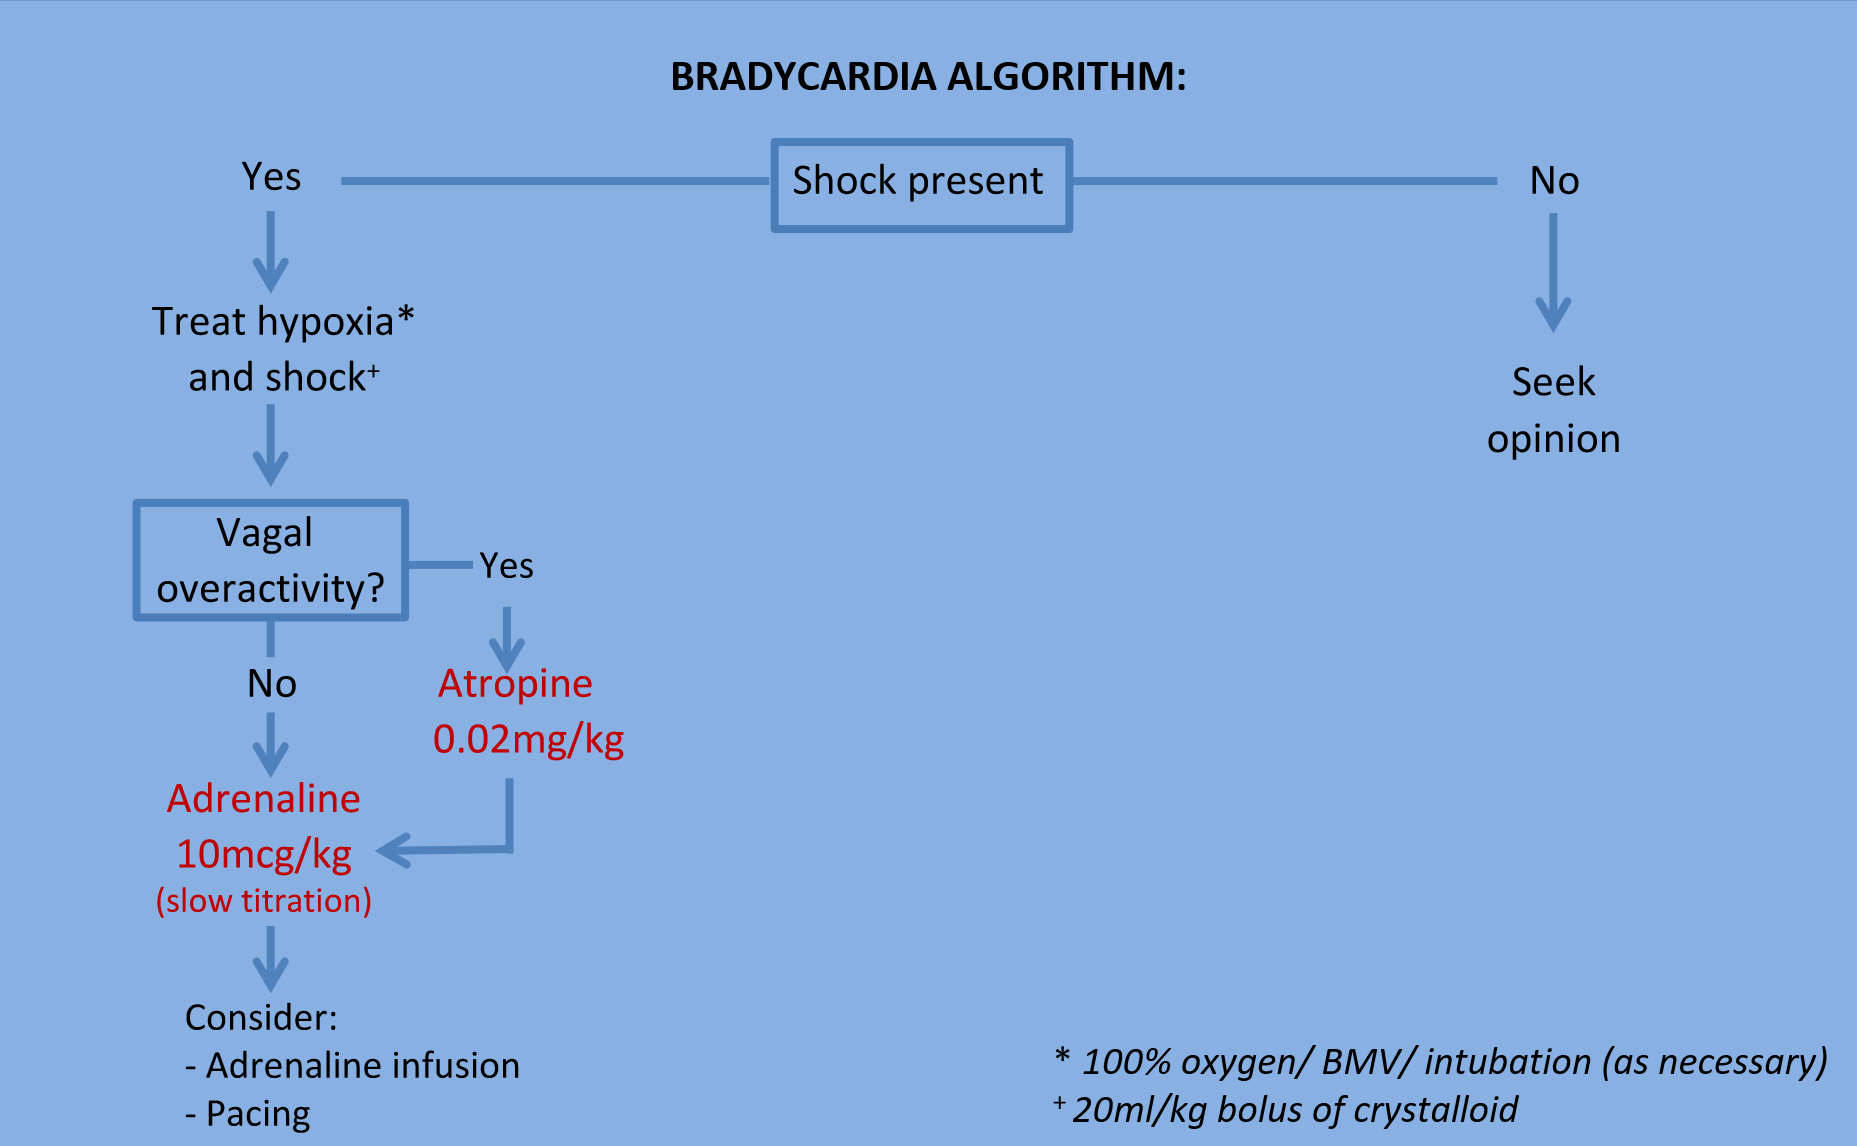 BRADYCARDIA ALGORITHM:
Yes
Shock present
No
Treat hypoxia*
and shock⁺
Seek
opinion
Vagal
overactivity?
Yes
No
Atropine
0.02mg/kg
Adrenaline
10mcg/kg
(slow titration)
Consider:
- Adrenaline infusion
- Pacing
* 100% oxygen/ BMV/ intubation (as necessary)
⁺ 20ml/kg bolus of crystalloid